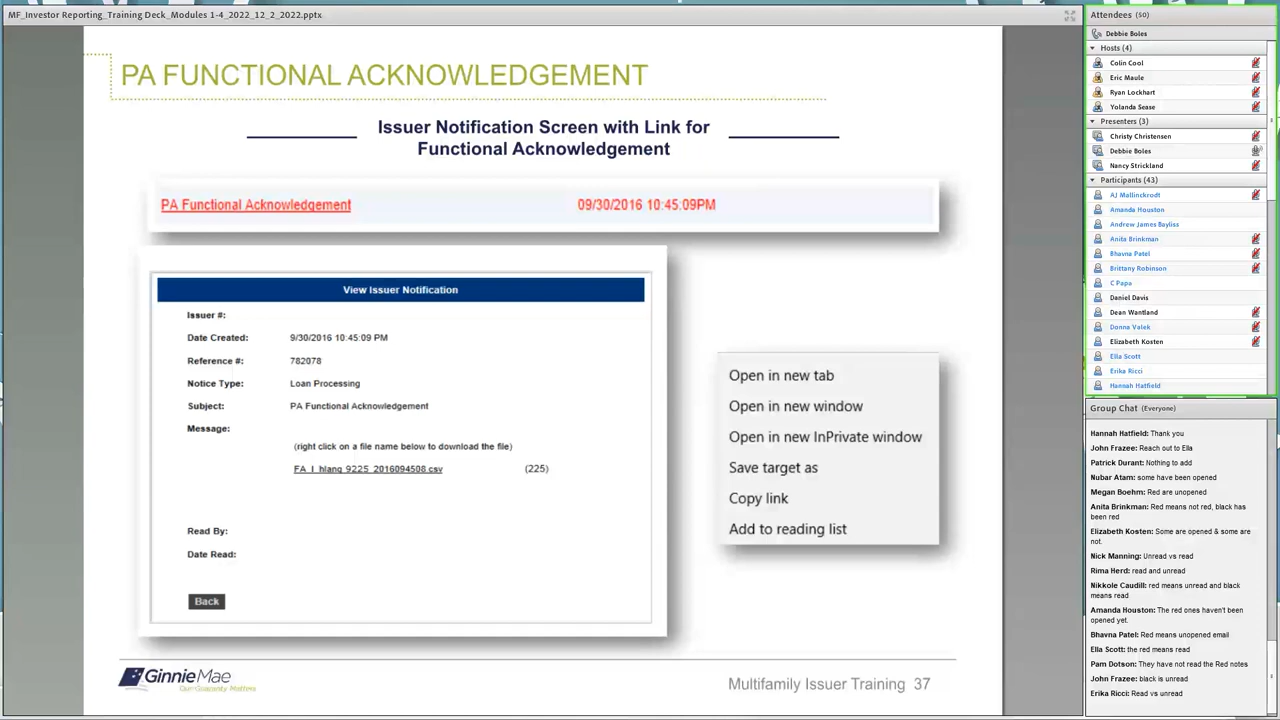 MF_Investor Reporting_Training Deck_Modules 1-4_2022_12_2_2022.pptx
PA FUNCTIONAL ACKNOWLEDGEMENT
Issuer Notification Screen with Link for
Functional Acknowledgement
PA Functional Acknowledgement 09/30/2016 10:45:09PM
View Issuer Notification
Issuer #:
Date Created: 9/30/2016 10:45:09 PM
Reference #: 782078
Notice Type: Loan Processing
Subject: PA Functional Acknowledgement
Message:
(right click on a file name below to download the file)
FA_I_hlang_9225_2016094508.csv (225)
Read By:
Date Read:
Back
Open in new tab
Open in new window
Open in new InPrivate window
Save target as
Copy link
Add to reading list
GinnieMae
Our Guaranty Matters
Multifamily Issuer Training 37
Attendees (50)
Debbie Boles
Hosts (4)
Colin Cool
Eric Maule
Ryan Lockhart
Yolanda Sease
Presenters (3)
Christy Christensen
Debbie Boles
Nancy Strickland
Participants (43)
AJ Mallinckrodt
Amanda Houston
Andrew James Bayliss
Anita Brinkman
Bhavna Patel
Brittany Robinson
C Papa
Daniel Davis
Dean Wantland
Donna Valek
Elizabeth Kosten
Ella Scott
Erika Ricci
Hannah Hatfield
Group Chat (Everyone)
Hannah Hatfield: Thank you
John Frazee: Reach out to Ella
Patrick Durant: Nothing to add
Nubar Atam: some have been opened
Megan Boehm: Red are unopened
Anita Brinkman: Red means not red, black has
been red
Elizabeth Kosten: Some are opened & some are
not.
Nick Manning: Unread vs read
Rima Herd: read and unread
Nikkole Caudill: red means unread and black
means read
Amanda Houston: The red ones haven't been
opened yet.
Bhavna Patel: Red means unopened email
Ella Scott: the red means read
Pam Dotson: They have not read the Red notes
John Frazee: black is unread
Erika Ricci: Read vs unread